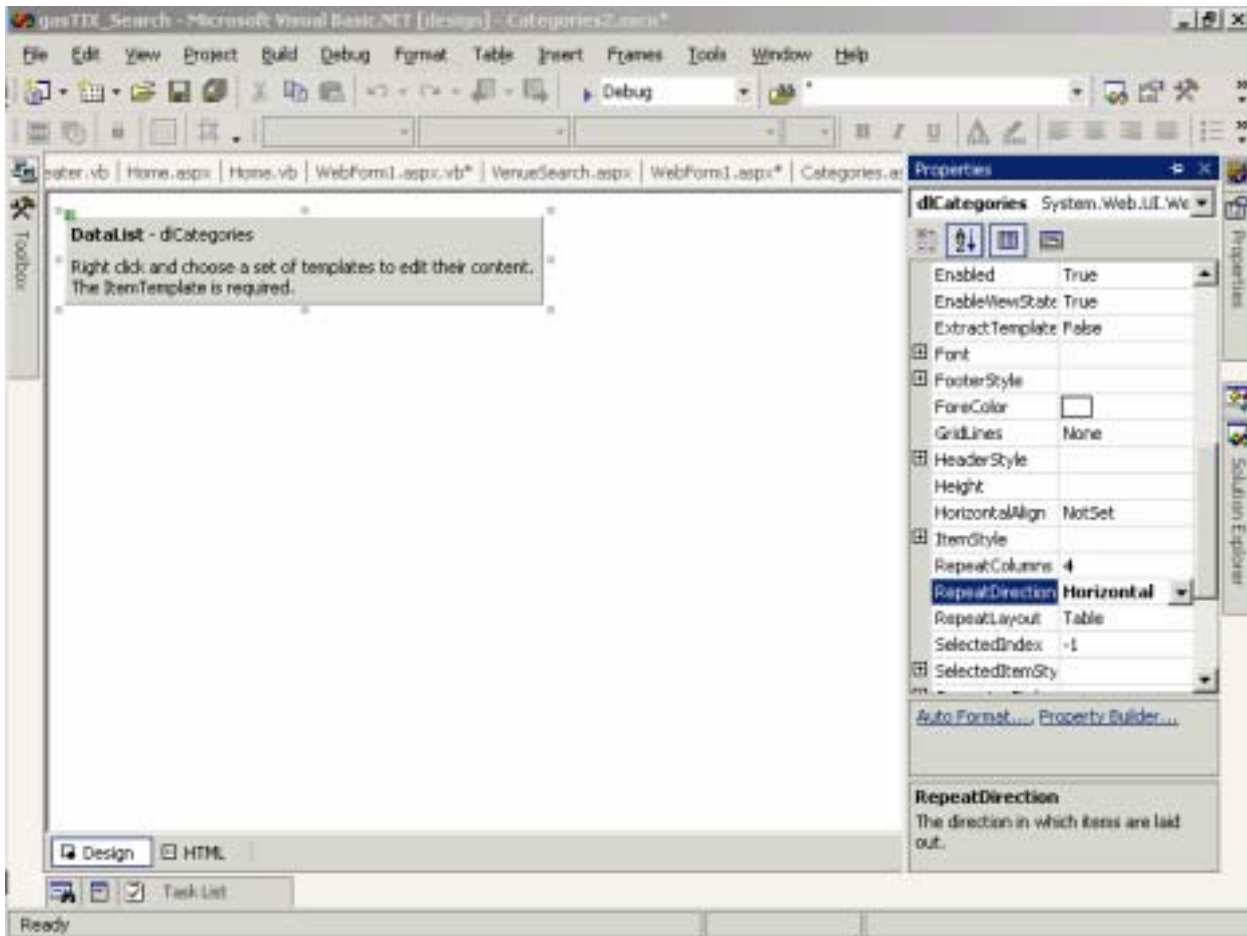 gasTIX_Search - Microsoft Visual Basic.NET [design] - Categories2.ascx*
File Edit View Project Build Debug Format Table Insert Frames Tools Window Help
Debug
eater.vb | Home.aspx | Home.vb | WebForm1.aspx.vb* | VenueSearch.aspx | WebForm1.aspx* | Categories.as
Toolbox
DataList - dlCategories
Right click and choose a set of templates to edit their content.
The ItemTemplate is required.
Properties
dlCategories System.Web.UI.We
Enabled True
EnableViewState True
ExtractTemplate False
Font
FooterStyle
ForeColor
GridLines None
HeaderStyle
Height
HorizontalAlign NotSet
ItemStyle
RepeatColumns 4
RepeatDirection Horizontal
RepeatLayout Table
SelectedIndex -1
SelectedItemSty
Auto Format..., Property Builder...
RepeatDirection
The direction in which items are laid
out.
Properties
Solution Explorer
Design HTML
Task List
Ready